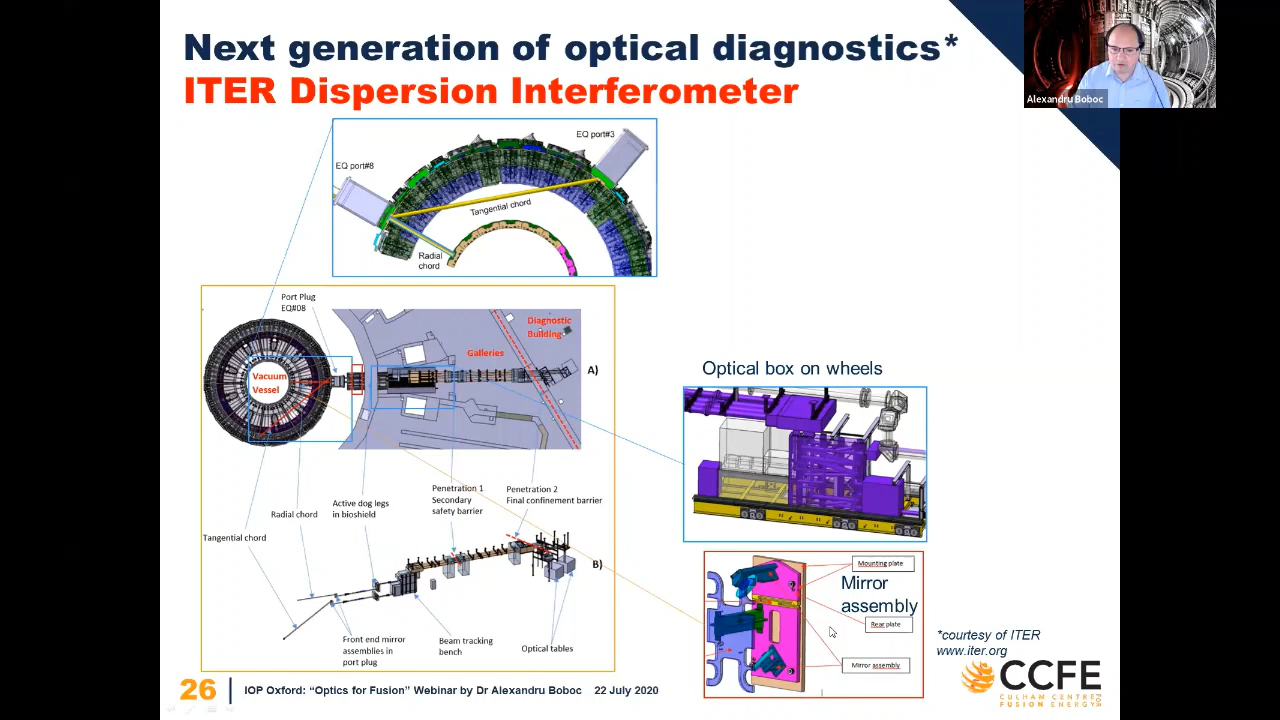 Next generation of optical diagnostics*
ITER Dispersion Interferometer
Alexandru Boboc
EQ port#3
EQ port#8
Tangential chord
Radial
chord
Port Plug
EQ#08
Diagnostic
Building
Galleries
Vacuum
Vessel
A)
Optical box on wheels
Penetration 1
Secondary
safety barrier
Penetration 2
Final confinement barrier
Active dog legs
in bioshield
Radial chord
Tangential chord
B)
Front end mirror
assemblies in
port plug
Beam tracking
bench
Optical tables
Mounting plate
Mirror
assembly
Rear plate
Mirror assembly
*courtesy of ITER
www.iter.org
CCFE
CULHAM CENTRE
FOR
FUSION ENERGY
26
IOP Oxford: "Optics for Fusion" Webinar by Dr Alexandru Boboc 22 July 2020